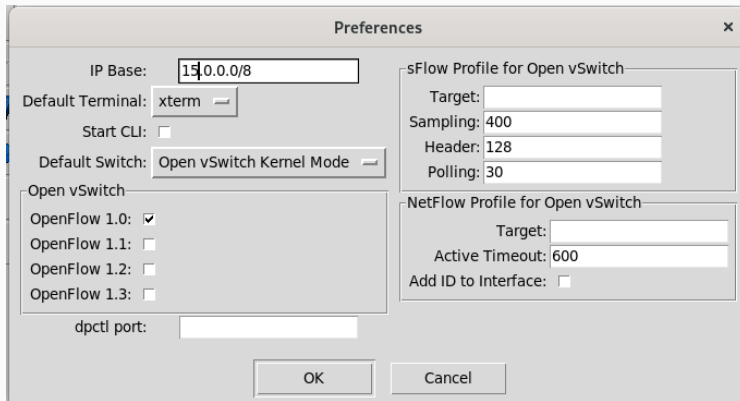 Preferences ×
IP Base: 15.0.0.0/8
Default Terminal: xterm
Start CLI:
Default Switch: Open vSwitch Kernel Mode
Open vSwitch
OpenFlow 1.0:
OpenFlow 1.1:
OpenFlow 1.2:
OpenFlow 1.3:
dpctl port:
sFlow Profile for Open vSwitch
Target:
Sampling: 400
Header: 128
Polling: 30
NetFlow Profile for Open vSwitch
Target:
Active Timeout: 600
Add ID to Interface:
OK
Cancel